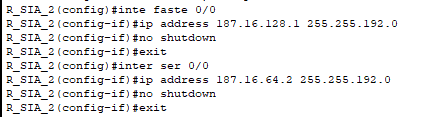 R_SIA_2(config)#inte faste 0/0
R_SIA_2(config-if)#ip address 187.16.128.1 255.255.192.0
R_SIA_2(config-if)#no shutdown
R_SIA_2(config-if)#exit
R_SIA_2(config)#inter ser 0/0
R_SIA_2(config-if)#ip address 187.16.64.2 255.255.192.0
R_SIA_2(config-if)#no shutdown
R_SIA_2(config-if)#exit